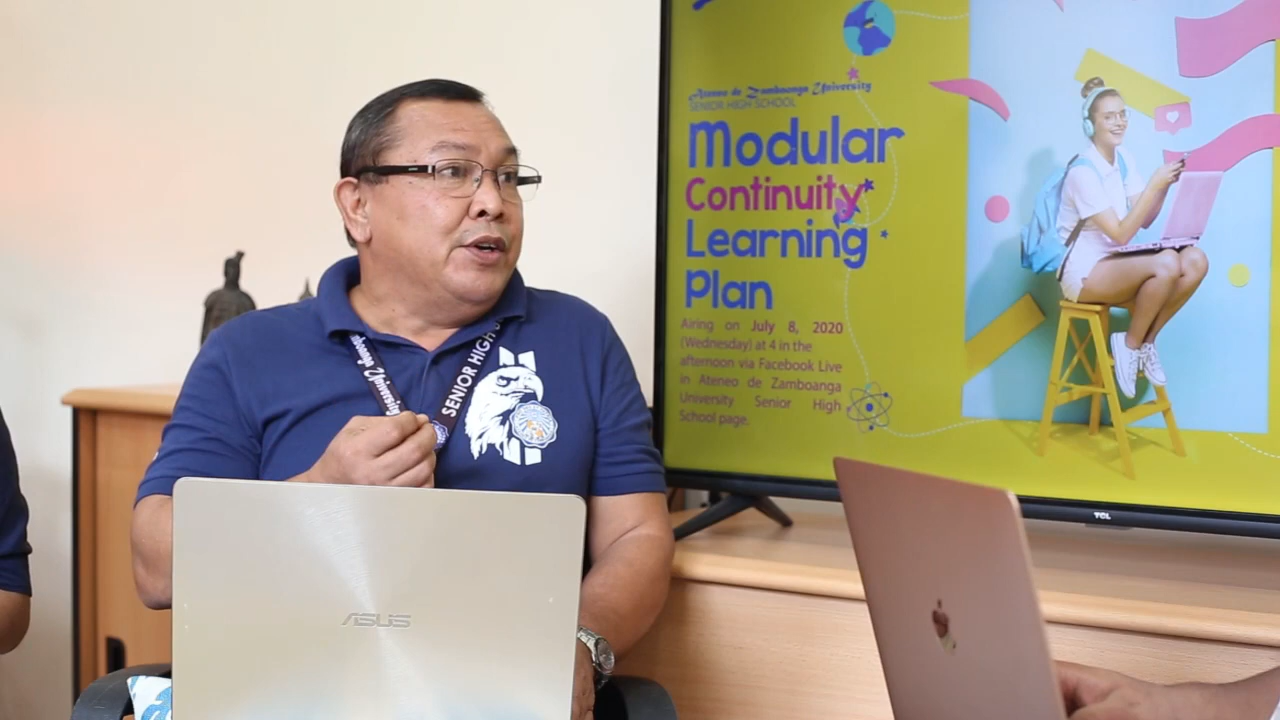 Ateneo de Zamboanga University
SENIOR HIGH SCHOOL
Modular
Continuity
Learning
Plan
Airing on July 8, 2020
(Wednesday) at 4 in the
afternoon via Facebook Live
in Ateneo de Zamboanga
University Senior High
School page.
TCL
University
SENIOR HIGH
ASUS